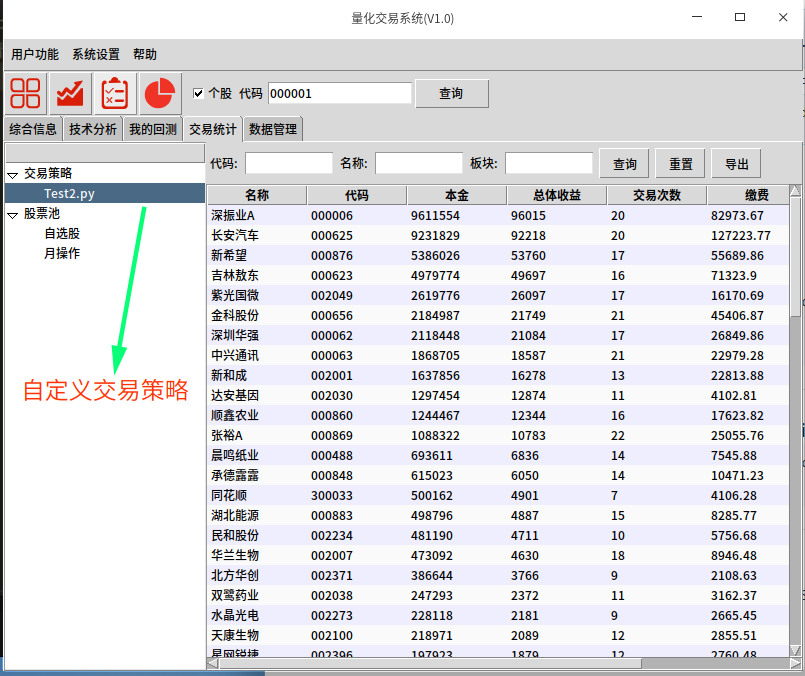 量化交易系统(V1.0)
用户功能 系统设置 帮助
个股 代码 000001 查询
综合信息 技术分析 我的回测 交易统计 数据管理
代码: 名称: 板块: 查询 重置 导出
交易策略
Test2.py
股票池
自选股
月操作
自定义交易策略
名称 代码 本金 总体收益 交易次数 缴费
深振业A 000006 9611554 96015 20 82973.67
长安汽车 000625 9231829 92218 20 127223.77
新希望 000876 5386026 53760 17 55689.86
吉林敖东 000623 4979774 49697 16 71323.9
紫光国微 002049 2619776 26097 17 16170.69
金科股份 000656 2184987 21749 21 45406.87
深圳华强 000062 2118448 21084 17 26849.86
中兴通讯 000063 1868705 18587 21 22979.28
新和成 002001 1637856 16278 13 22813.88
达安基因 002030 1297454 12874 11 4102.81
顺鑫农业 000860 1244467 12344 16 17623.82
张裕A 000869 1088322 10783 22 25055.76
晨鸣纸业 000488 693611 6836 14 7545.88
承德露露 000848 615023 6050 14 10471.23
同花顺 300033 500162 4901 7 4106.28
湖北能源 000883 498796 4887 15 8285.77
民和股份 002234 481190 4711 10 5756.68
华兰生物 002007 473092 4630 18 8946.48
北方华创 002371 386644 3766 9 2108.63
双鹭药业 002038 247293 2372 11 3162.37
水晶光电 002273 228118 2181 9 2665.45
天康生物 002100 218971 2089 12 2855.51
星网锐捷 002396 197923 1879 12 2760.48